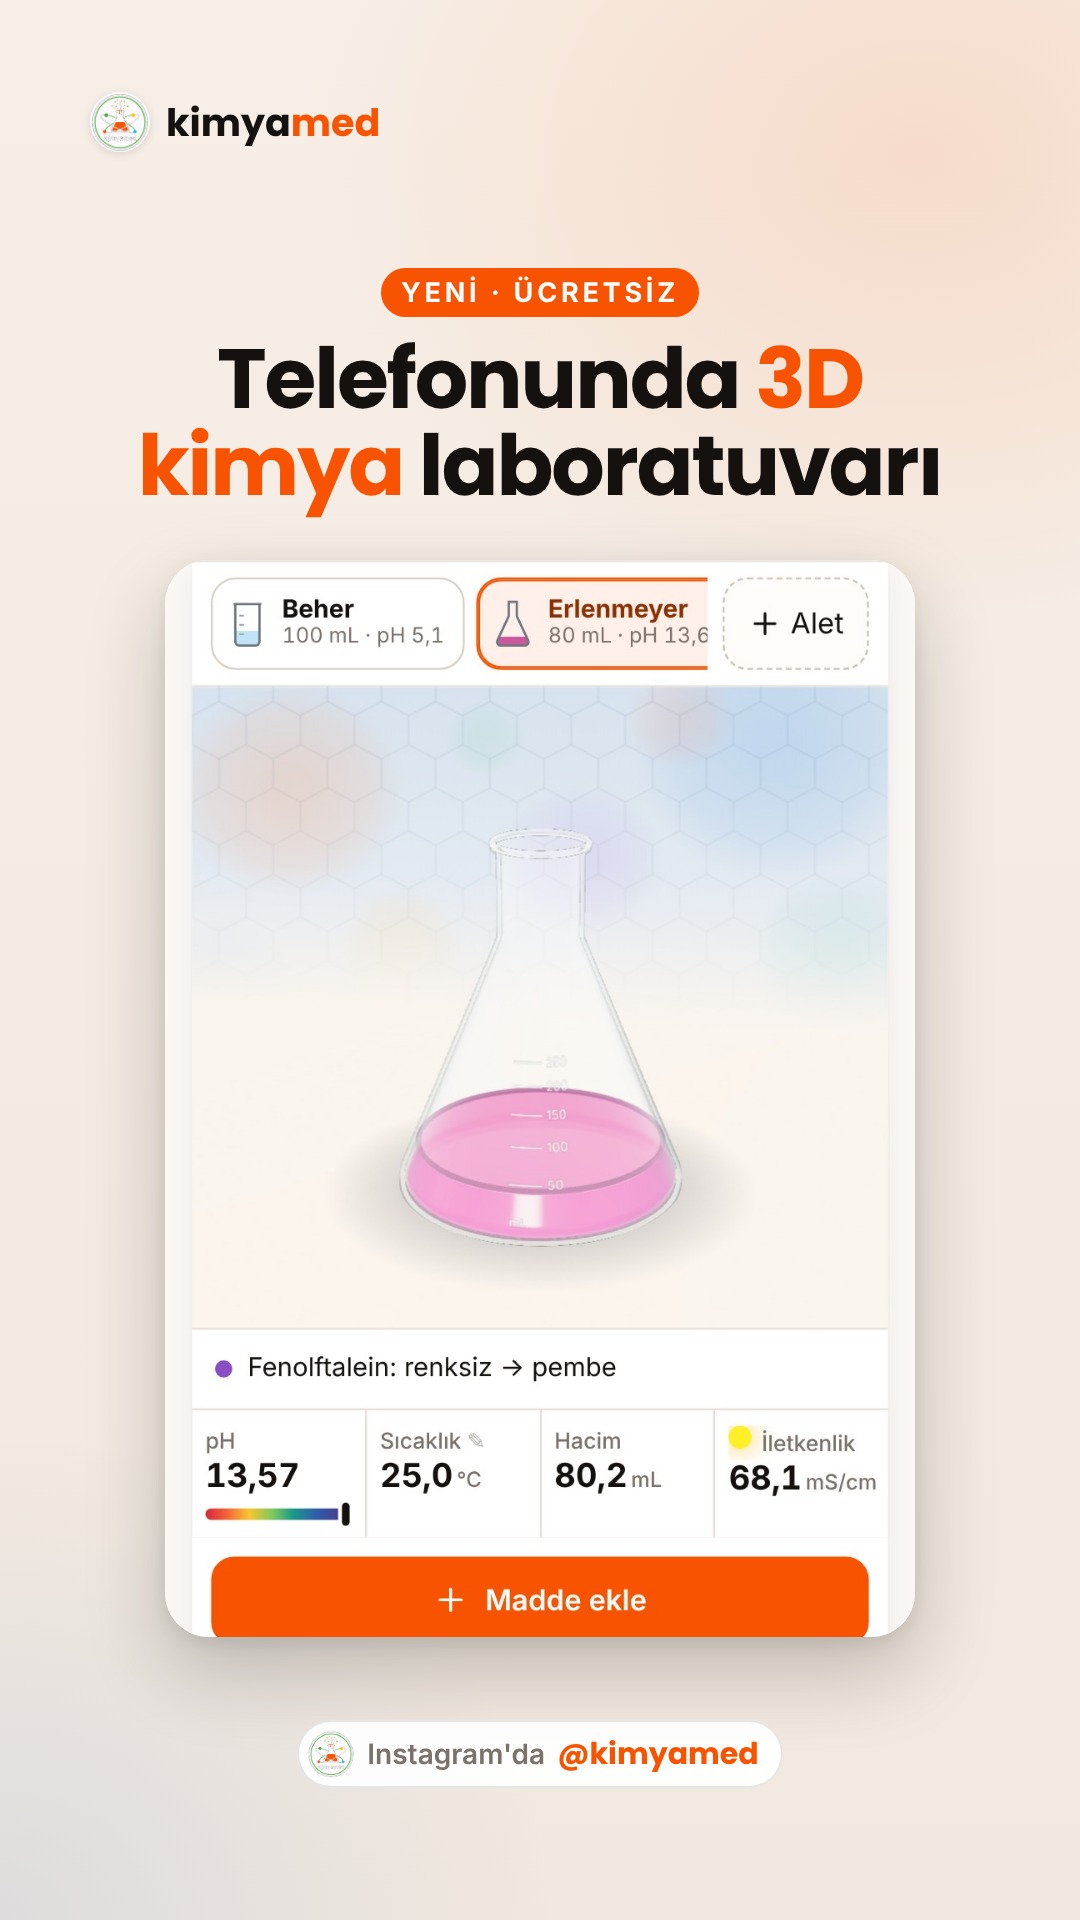 kimyamed
YENİ · ÜCRETSİZ
Telefonunda 3D
kimya laboratuvarı
Beher
100 mL · pH 5,1
Erlenmeyer
80 mL · pH 13,6
+ Alet
200
150
100
50
Fenolftalein: renksiz → pembe
pH
13,57
Sıcaklık ✎
25,0 °C
Hacim
80,2 mL
İletkenlik
68,1 mS/cm
+ Madde ekle
Instagram'da @kimyamed